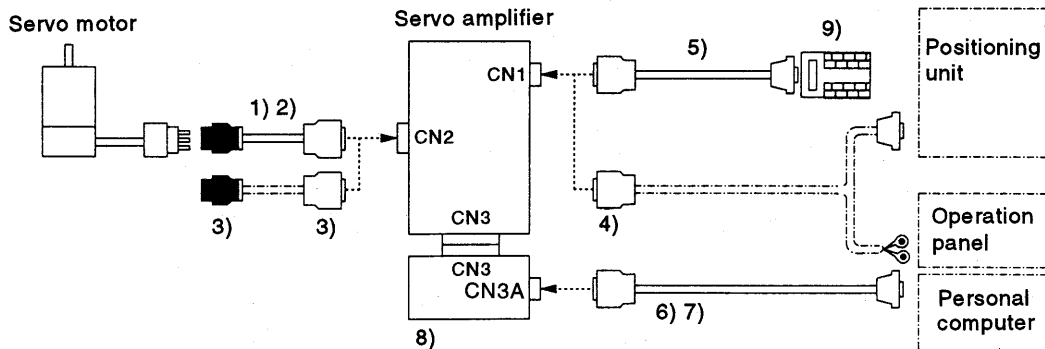 Servo amplifier
Servo motor
Positioning
unit
CN1
5)
9)
1) 2)
CN2
3)
3)
4)
CN3
Operation
panel
CN3
CN3A
6) 7)
8)
Personal
computer